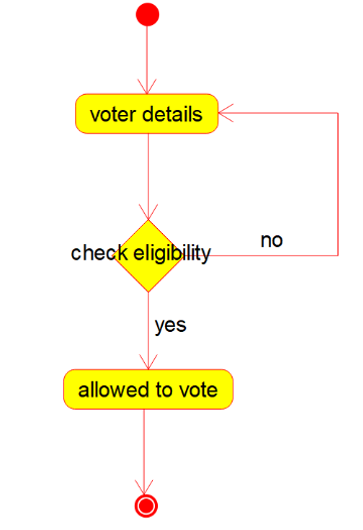 voter details
check eligibility
no
yes
allowed to vote